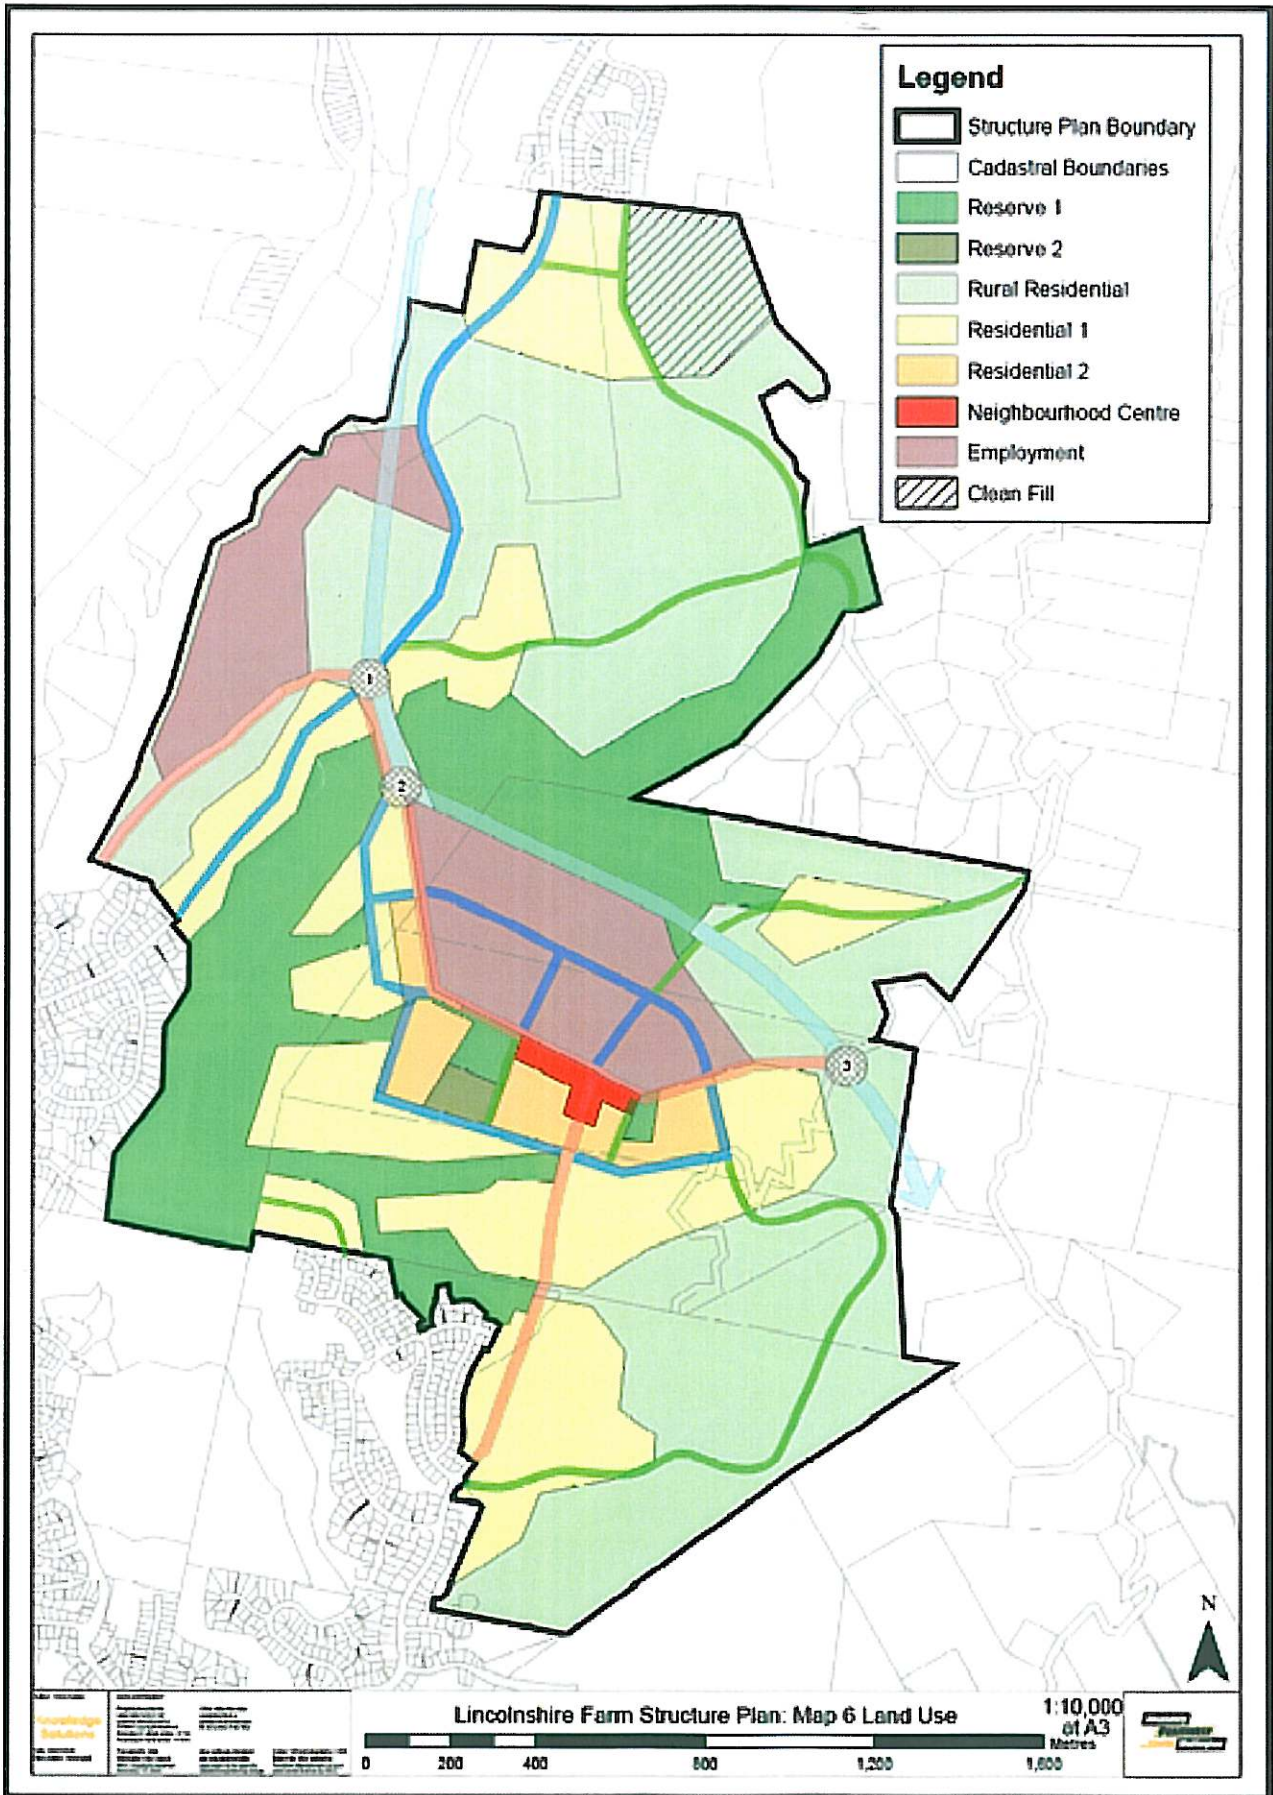 Legend
Structure Plan Boundary
Cadastral Boundaries
Reserve 1
Reserve 2
Rural Residential
Residential 1
Residential 2
Neighbourhood Centre
Employment
Clean Fill
1
2
3
N
Knowledge
Solutions
Lincolnshire Farm Structure Plan: Map 6 Land Use
1:10,000
at A3
Metres
0 200 400 800 1,200 1,600